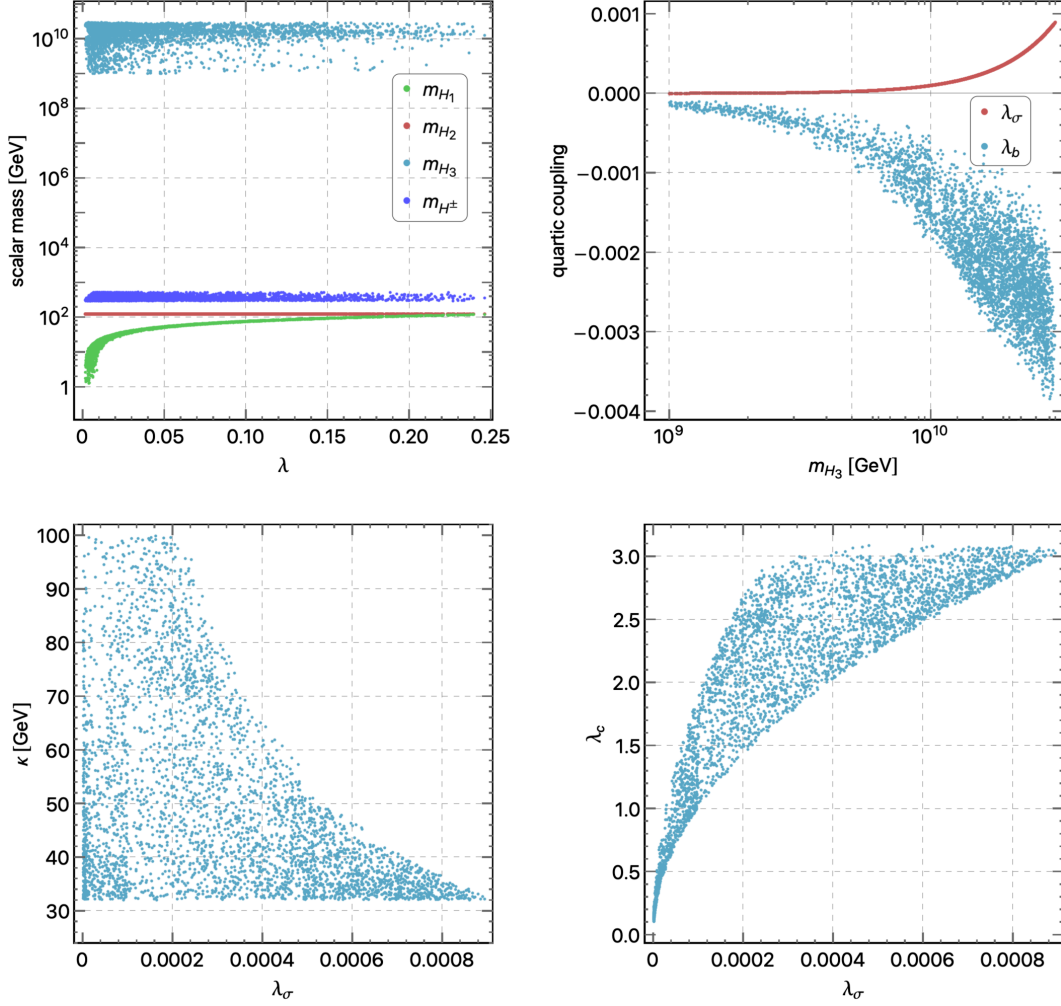 scalar mass [GeV]
10^10
10^8
10^6
10^4
10^2
1
m_{H_1}
m_{H_2}
m_{H_3}
m_{H^±}
0 0.05 0.10 0.15 0.20 0.25
λ
quartic coupling
0.001
0.000
−0.001
−0.002
−0.003
−0.004
λ_σ
λ_b
10^9 10^10
m_{H_3} [GeV]
κ [GeV]
100
90
80
70
60
50
40
30
0 0.0002 0.0004 0.0006 0.0008
λ_σ
λ_c
3.0
2.5
2.0
1.5
1.0
0.5
0.0
0 0.0002 0.0004 0.0006 0.0008
λ_σ